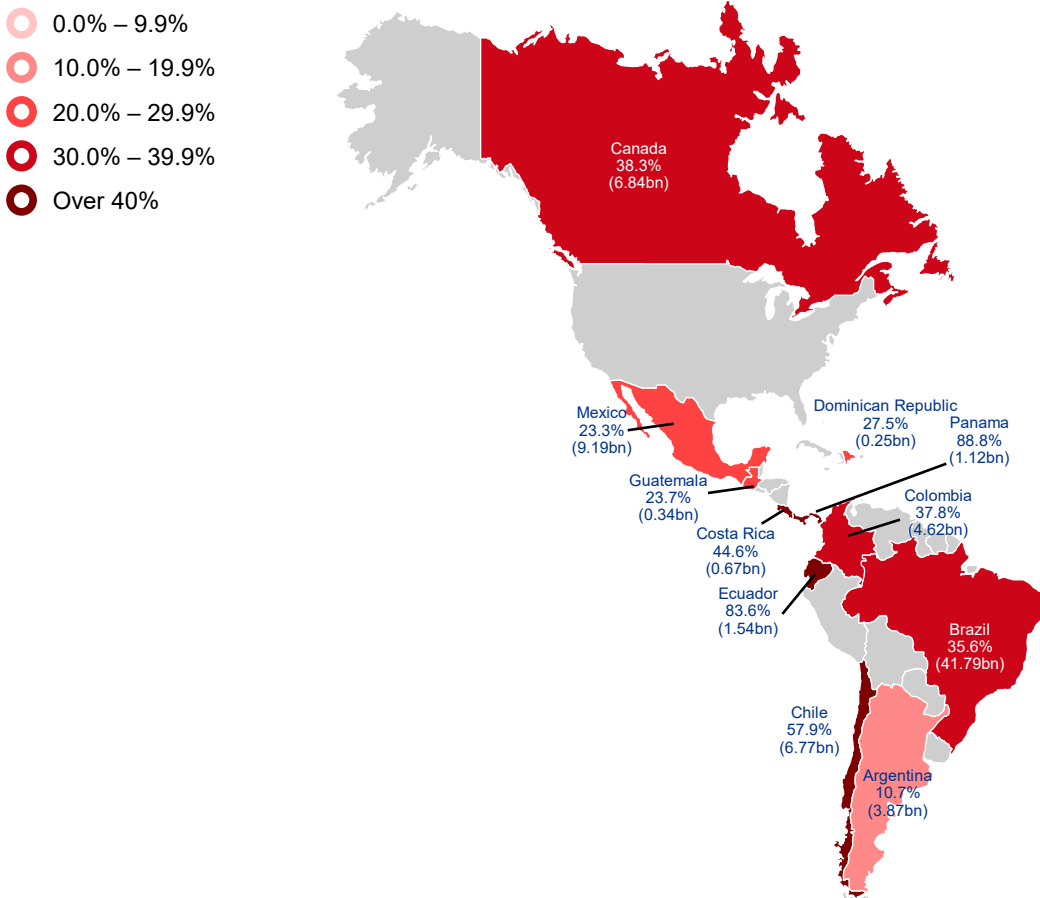 0.0% – 9.9%
10.0% – 19.9%
20.0% – 29.9%
30.0% – 39.9%
Over 40%
Canada
38.3%
(6.84bn)
Mexico
23.3%
(9.19bn)
Dominican Republic
27.5%
(0.25bn)
Panama
88.8%
(1.12bn)
Guatemala
23.7%
(0.34bn)
Colombia
37.8%
(4.62bn)
Costa Rica
44.6%
(0.67bn)
Ecuador
83.6%
(1.54bn)
Brazil
35.6%
(41.79bn)
Chile
57.9%
(6.77bn)
Argentina
10.7%
(3.87bn)